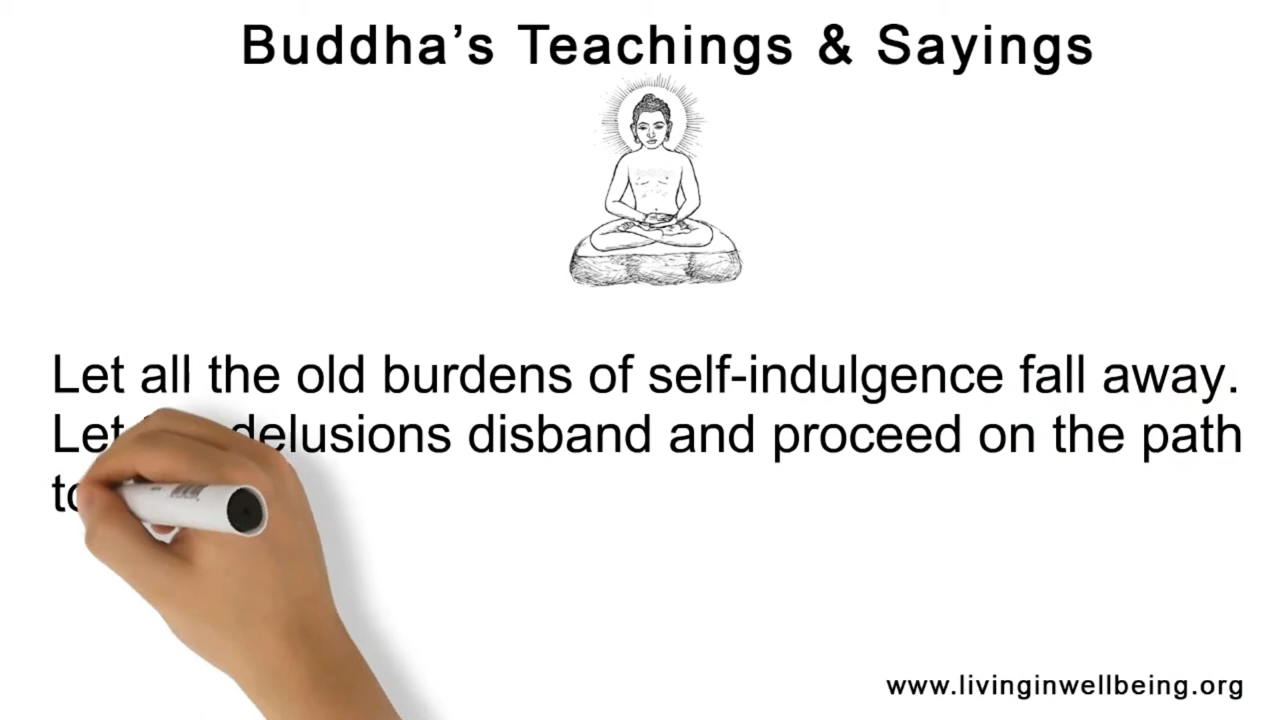 Buddha’s Teachings & Sayings
Let all the old burdens of self-indulgence fall away.
Let delusions disband and proceed on the path
to
www.livinginwellbeing.org